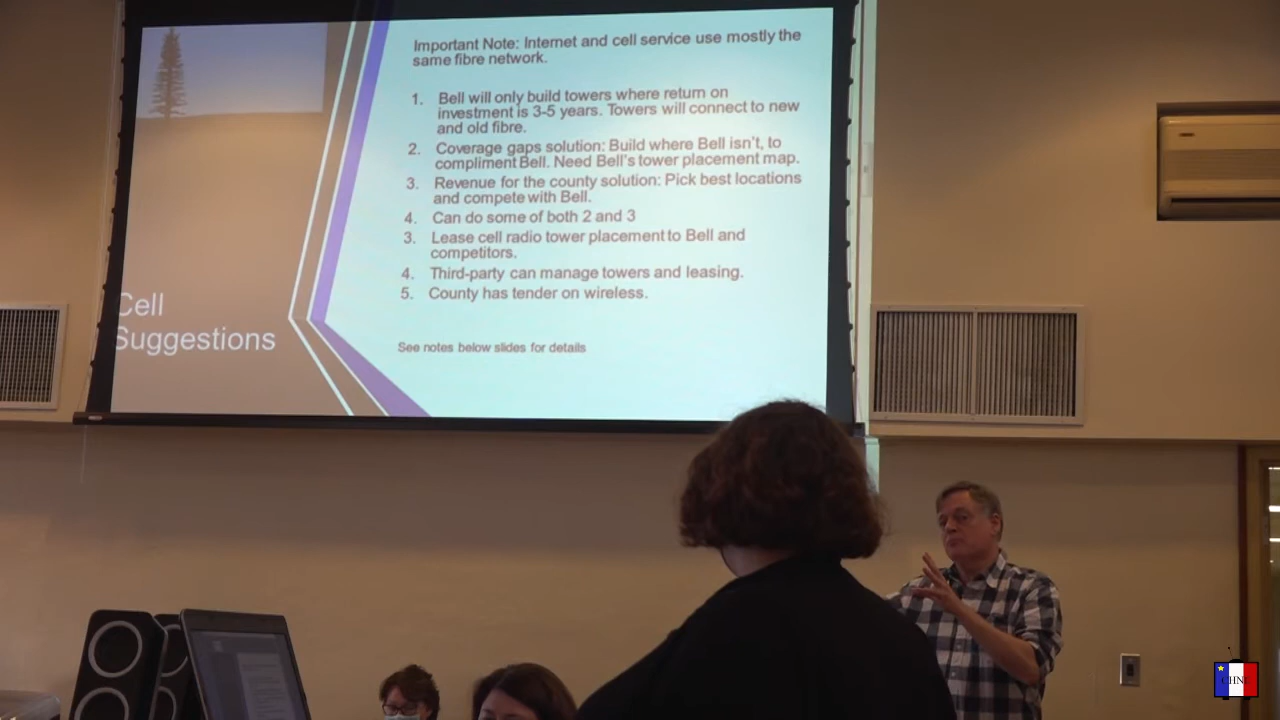 Important Note: Internet and cell service use mostly the
same fibre network.
1. Bell will only build towers where return on
investment is 3-5 years. Towers will connect to new
and old fibre.
2. Coverage gaps solution: Build where Bell isn't, to
compliment Bell. Need Bell's tower placement map.
3. Revenue for the county solution: Pick best locations
and compete with Bell.
4. Can do some of both 2 and 3
3. Lease cell radio tower placement to Bell and
competitors.
4. Third-party can manage towers and leasing.
5. County has tender on wireless.
See notes below slides for details
Cell
Suggestions